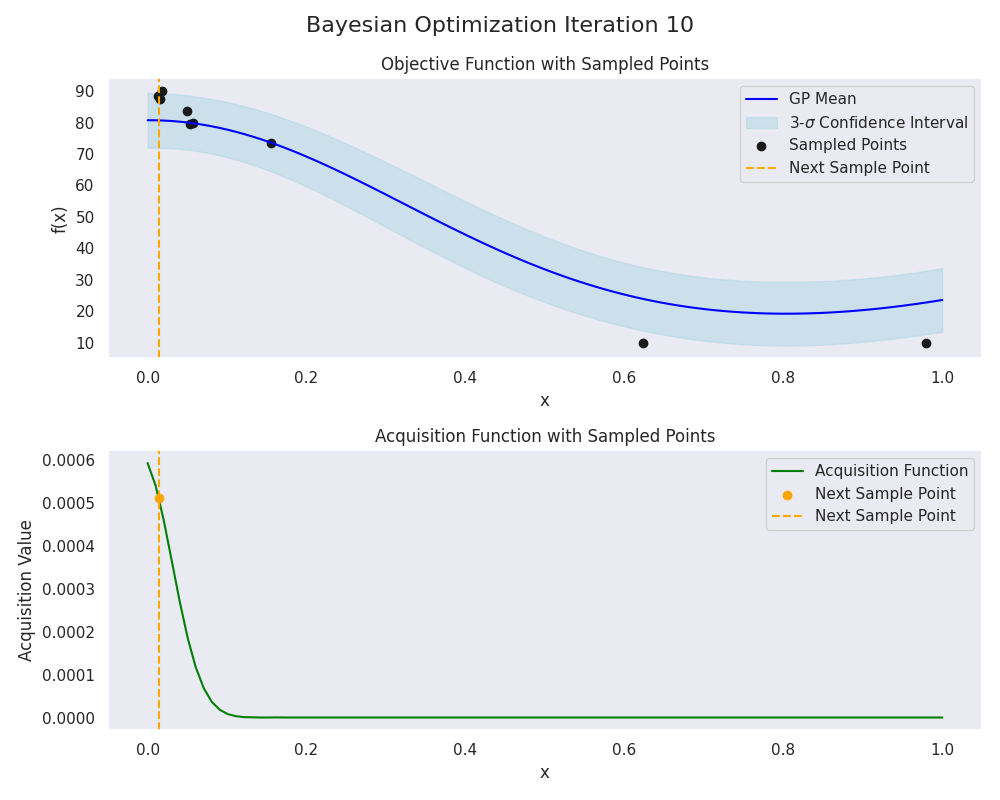 Bayesian Optimization Iteration 10
Objective Function with Sampled Points
90
80
70
60
50
40
30
20
10
f(x)
GP Mean
3-σ Confidence Interval
Sampled Points
Next Sample Point
0.0 0.2 0.4 0.6 0.8 1.0
x
Acquisition Function with Sampled Points
0.0006
0.0005
0.0004
0.0003
0.0002
0.0001
0.0000
Acquisition Value
Acquisition Function
Next Sample Point
Next Sample Point
0.0 0.2 0.4 0.6 0.8 1.0
x